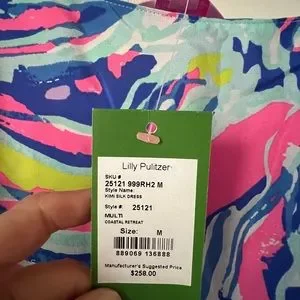 Lilly Pulitzer
SKU #
25121 999RH2 M
Style Name:
KIMI SILK DRESS
Style #: 25121
MULTI
COASTAL RETREAT
Size: M
889069 136888
Manufacturer's Suggested Price
$258.00